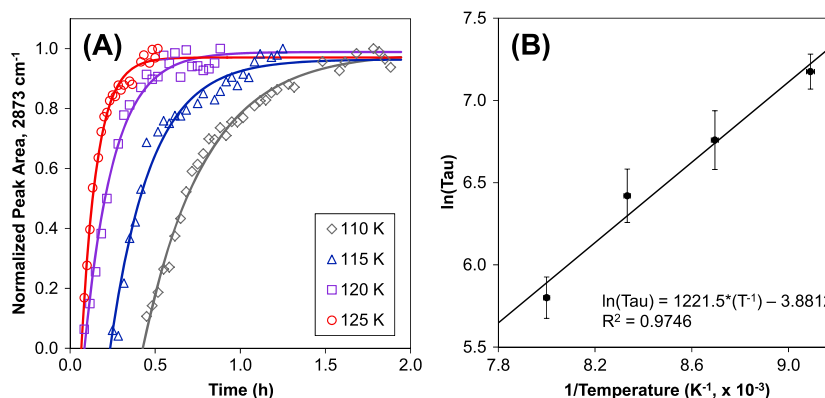 (A)
Normalized Peak Area, 2873 cm⁻¹
1.0
0.8
0.6
0.4
0.2
0.0
110 K
115 K
120 K
125 K
0.0 0.5 1.0 1.5 2.0
Time (h)
(B)
ln(Tau)
7.0
6.5
6.0
5.5
ln(Tau) = 1221.5*(T⁻¹) – 3.881
R² = 0.9746
7.8 8.2 8.6 9.0
1/Temperature (K⁻¹, x 10⁻³)